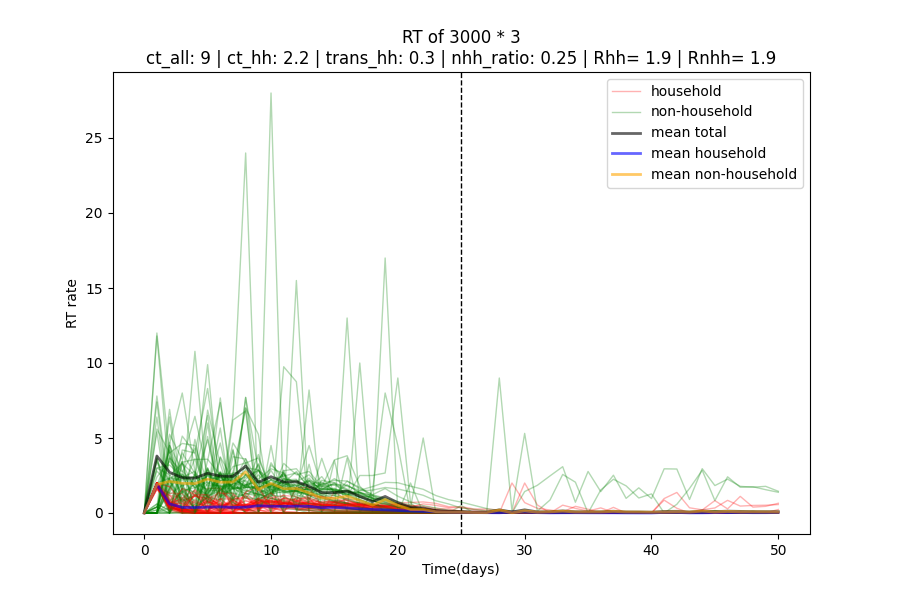 RT of 3000 * 3
ct_all: 9 | ct_hh: 2.2 | trans_hh: 0.3 | nhh_ratio: 0.25 | Rhh= 1.9 | Rnhh= 1.9
household
non-household
mean total
mean household
mean non-household
RT rate
25
20
15
10
5
0
0 10 20 30 40 50
Time(days)